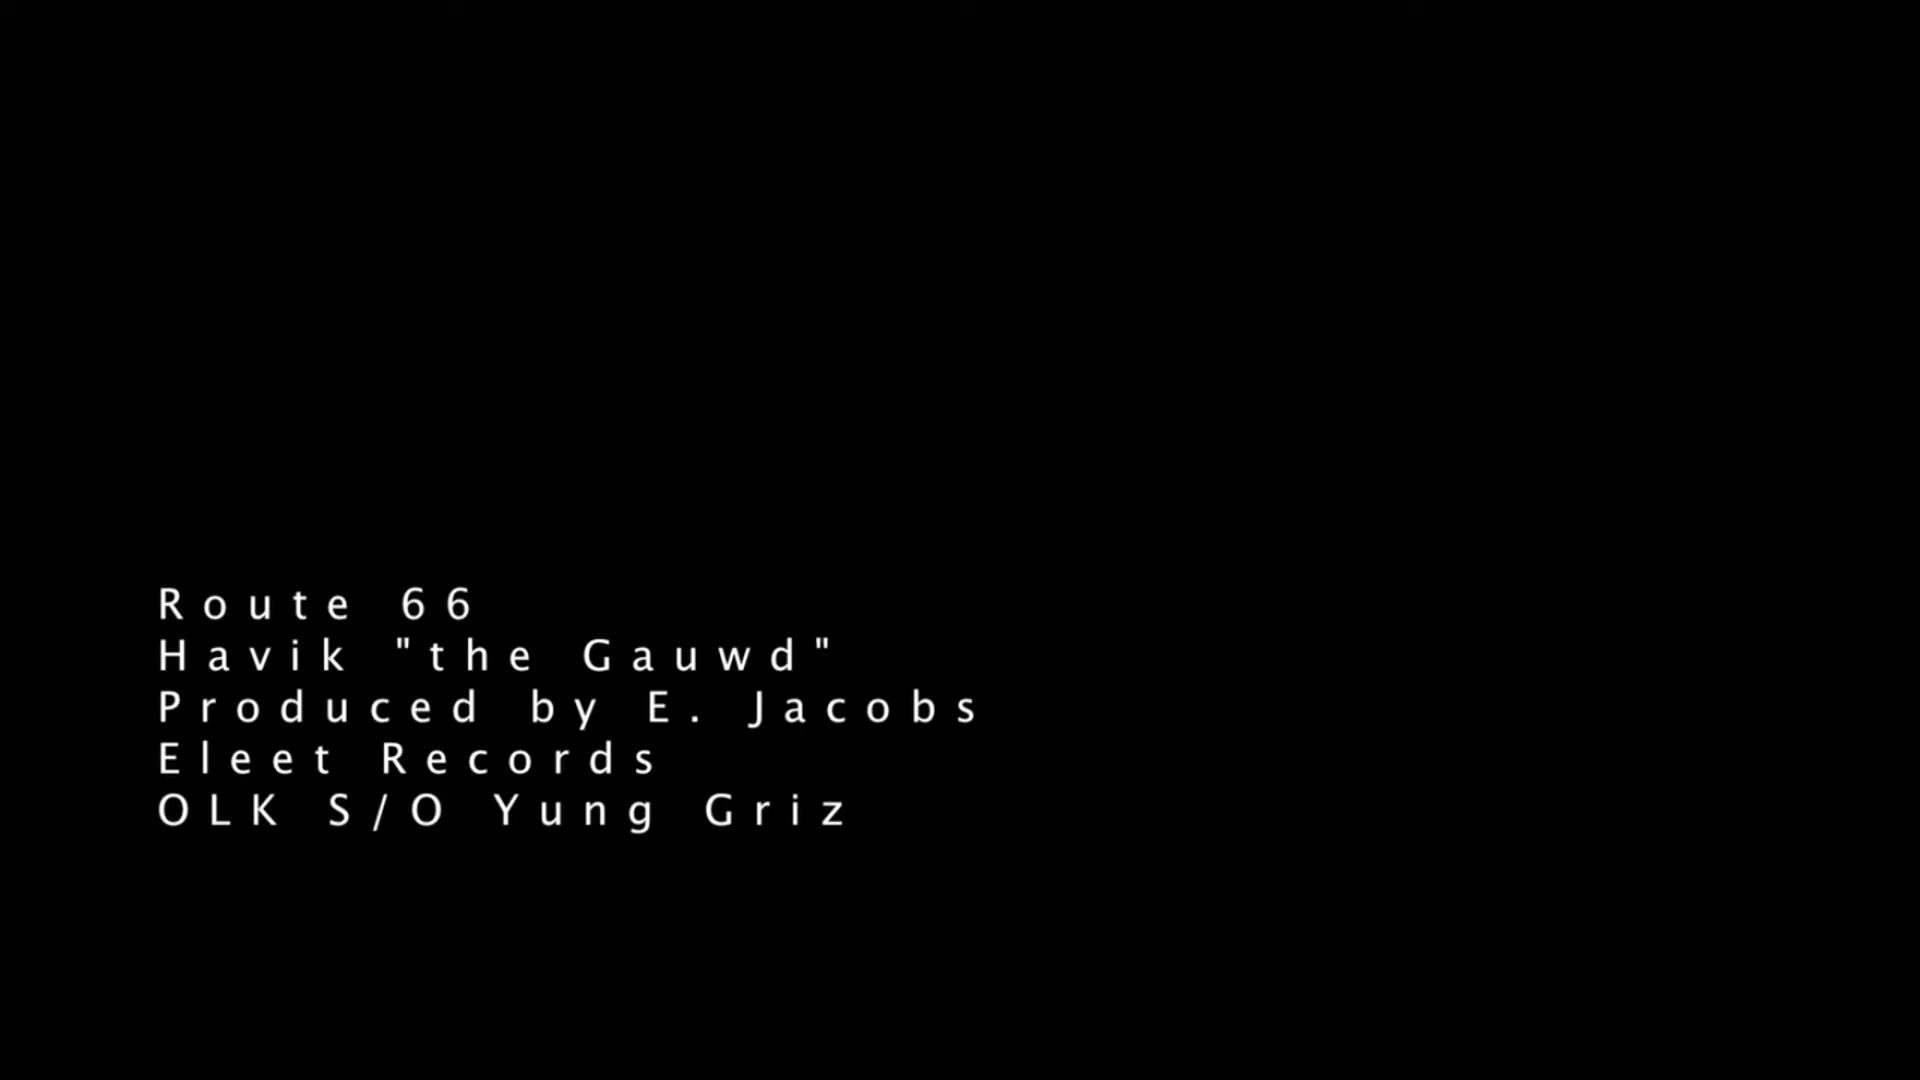 Route 66
Havik "the Gauwd"
Produced by E. Jacobs
Eleet Records
OLK S/O Yung Griz